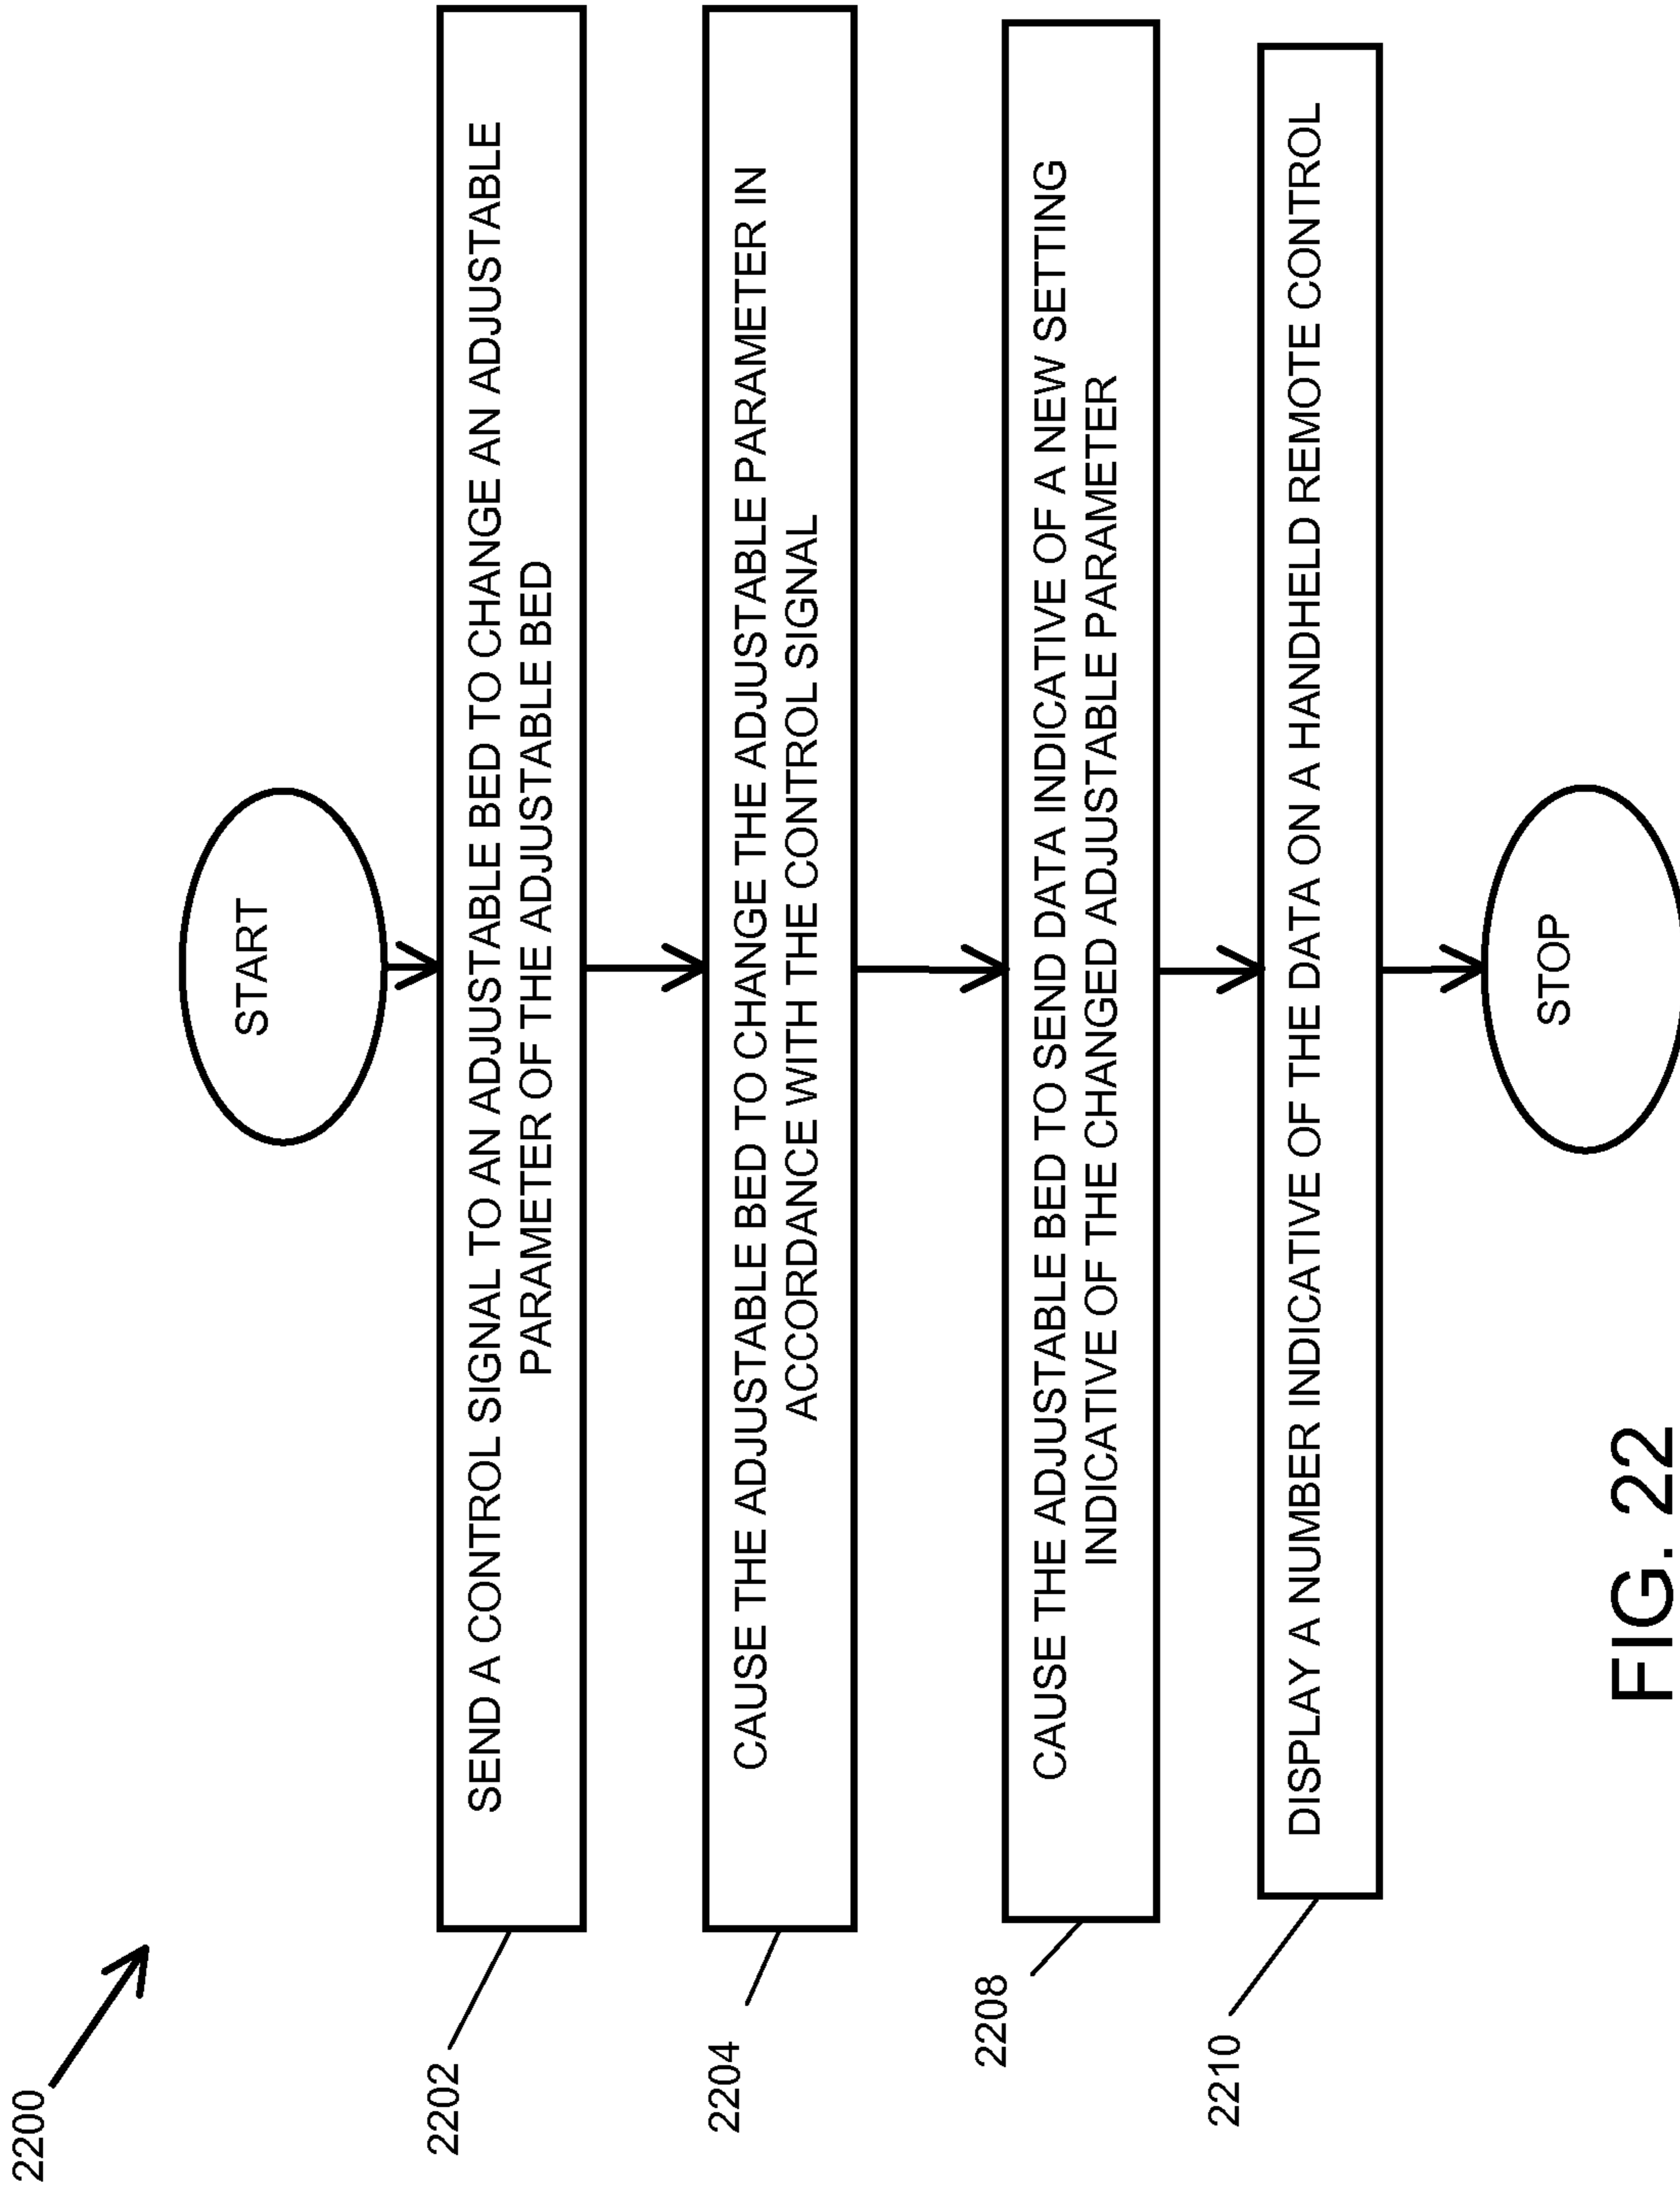 2200
START
2202
SEND A CONTROL SIGNAL TO AN ADJUSTABLE BED TO CHANGE AN ADJUSTABLE
PARAMETER OF THE ADJUSTABLE BED
2204
CAUSE THE ADJUSTABLE BED TO CHANGE THE ADJUSTABLE PARAMETER IN
ACCORDANCE WITH THE CONTROL SIGNAL
2208
CAUSE THE ADJUSTABLE BED TO SEND DATA INDICATIVE OF A NEW SETTING
INDICATIVE OF THE CHANGED ADJUSTABLE PARAMETER
2210
DISPLAY A NUMBER INDICATIVE OF THE DATA ON A HANDHELD REMOTE CONTROL
STOP
FIG. 22